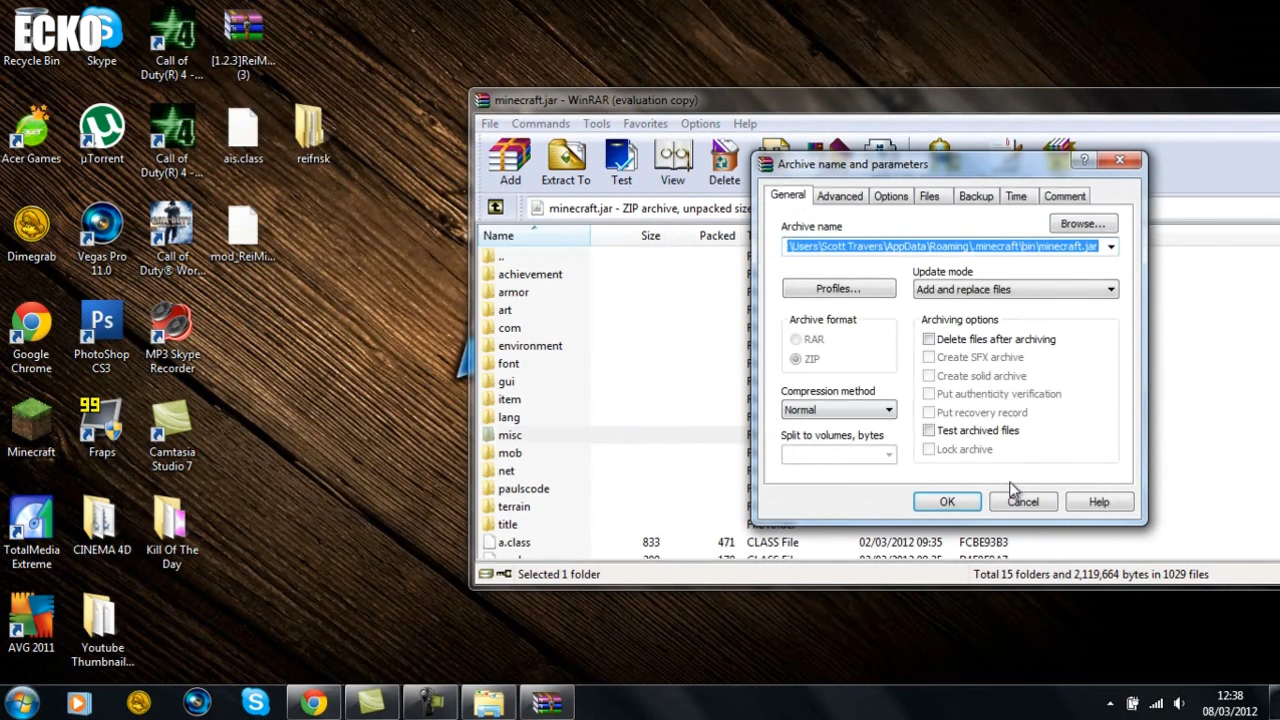 ECKO
Recycle Bin
Skype
Call of
Duty(R) 4 -...
[1.2.3]ReiM...
(3)
Acer Games
µTorrent
Call of
Duty(R) 4 -...
ais.class
reifnsk
Dimegrab
Vegas Pro
11.0
Call of
Duty® Wor...
mod_ReiMi...
Google
Chrome
Ps
PhotoShop
CS3
MP3 Skype
Recorder
Minecraft
99
Fraps
Camtasia
Studio 7
TotalMedia
Extreme
CINEMA 4D
Kill Of The
Day
AVG 2011
Youtube
Thumbnail...
minecraft.jar - WinRAR (evaluation copy)
File Commands Tools Favorites Options Help
Add Extract To Test View Delete
minecraft.jar - ZIP archive, unpacked size
Name Size Packed
..
achievement
armor
art
com
environment
font
gui
item
lang
misc
mob
net
paulscode
terrain
title
a.class 833 471 CLASS File 02/03/2012 09:35 FCBE93B3
Selected 1 folder
Total 15 folders and 2,119,664 bytes in 1029 files
Archive name and parameters
General Advanced Options Files Backup Time Comment
Archive name
Browse...
\Users\Scott Travers\AppData\Roaming\.minecraft\bin\minecraft.jar
Profiles...
Update mode
Add and replace files
Archive format
RAR
ZIP
Compression method
Normal
Split to volumes, bytes
Archiving options
Delete files after archiving
Create SFX archive
Create solid archive
Put authenticity verification
Put recovery record
Test archived files
Lock archive
OK
Cancel
Help
12:38
08/03/2012